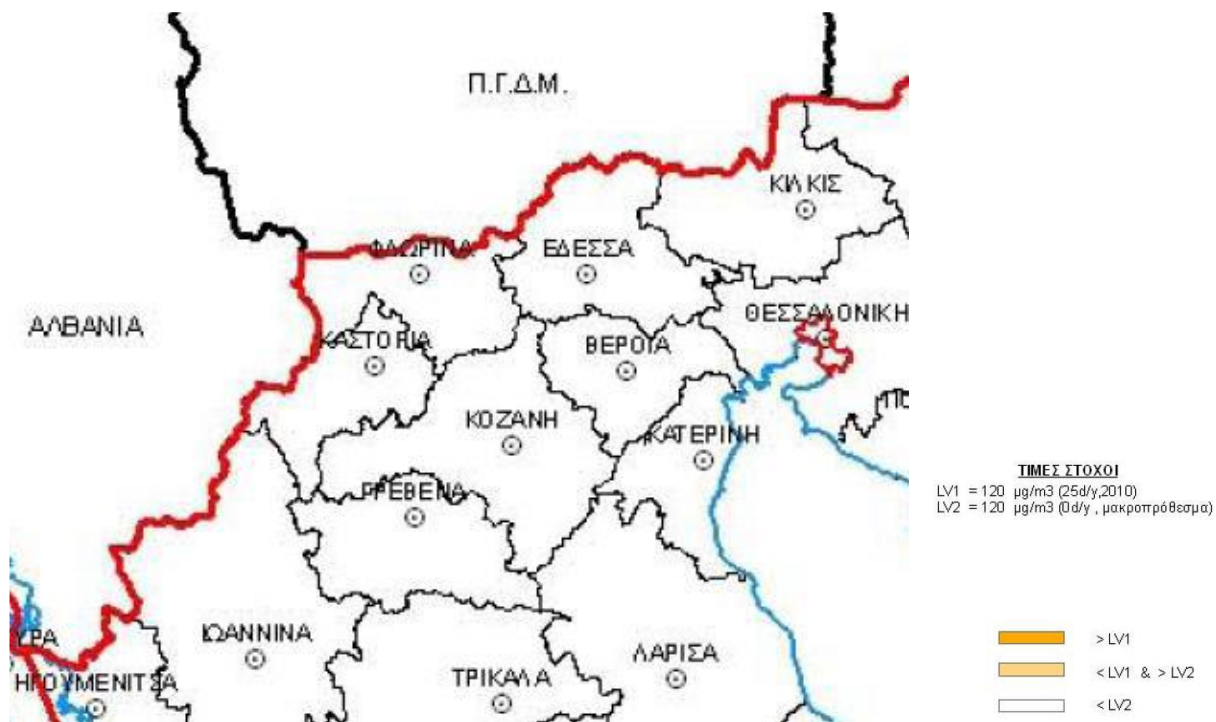 Π.Γ.Δ.Μ.
ΚΙΛΚΙΣ
ΦΛΩΡΙΝΑ
ΕΔΕΣΣΑ
ΘΕΣΣΑΛΟΝΙΚΗ
ΑΛΒΑΝΙΑ
ΚΑΣΤΟΡΙΑ
ΒΕΡΟΙΑ
ΚΟΖΑΝΗ
ΚΑΤΕΡΙΝΗ
ΓΡΕΒΕΝΑ
ΙΩΑΝΝΙΝΑ
ΛΑΡΙΣΑ
ΤΡΙΚΑΛΑ
ΥΡΑ
ΗΓΟΥΜΕΝΙΤΣΑ
ΤΙΜΕΣ ΣΤΟΧΟΙ
LV1 = 120 μg/m3 (25d/y,2010)
LV2 = 120 μg/m3 (0d/y , μακροπρόθεσμα)
> LV1
< LV1 & > LV2
< LV2